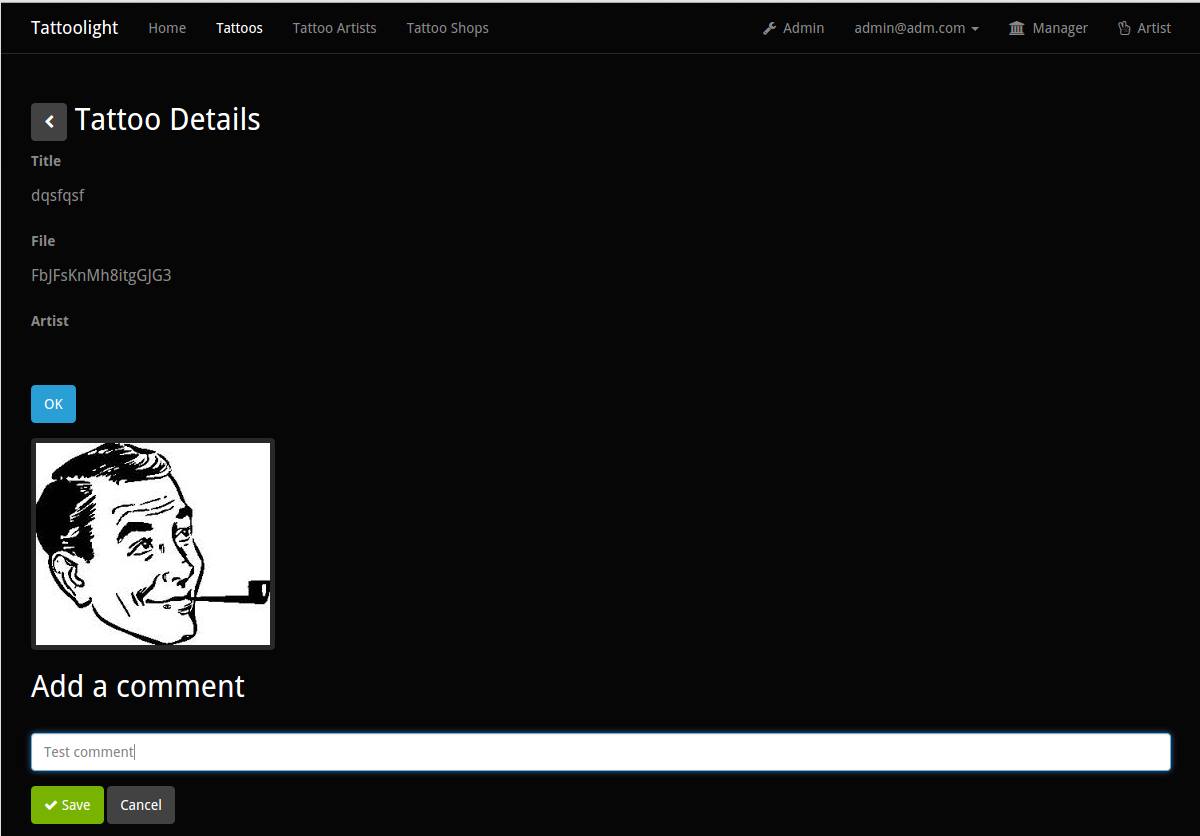 Tattoolight Home Tattoos Tattoo Artists Tattoo Shops Admin admin@adm.com Manager Artist
Tattoo Details
Title
dqsfqsf
File
FbJFsKnMh8itgGJG3
Artist
OK
Add a comment
Test comment
Save Cancel